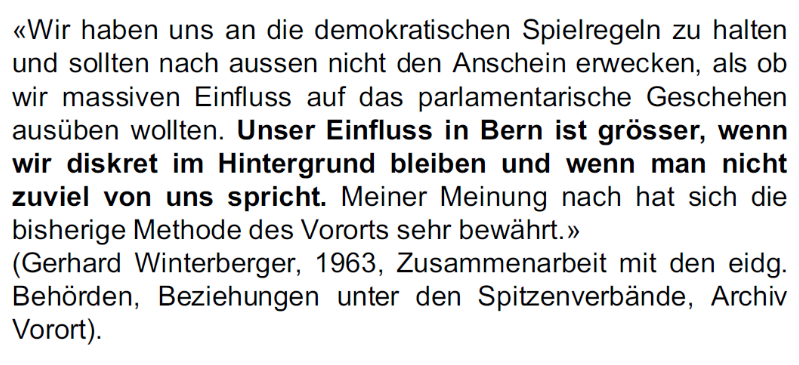 «Wir haben uns an die demokratischen Spielregeln zu halten
und sollten nach aussen nicht den Anschein erwecken, als ob
wir massiven Einfluss auf das parlamentarische Geschehen
ausüben wollten. Unser Einfluss in Bern ist grösser, wenn
wir diskret im Hintergrund bleiben und wenn man nicht
zuviel von uns spricht. Meiner Meinung nach hat sich die
bisherige Methode des Vororts sehr bewährt.»
(Gerhard Winterberger, 1963, Zusammenarbeit mit den eidg.
Behörden, Beziehungen unter den Spitzenverbände, Archiv
Vorort).